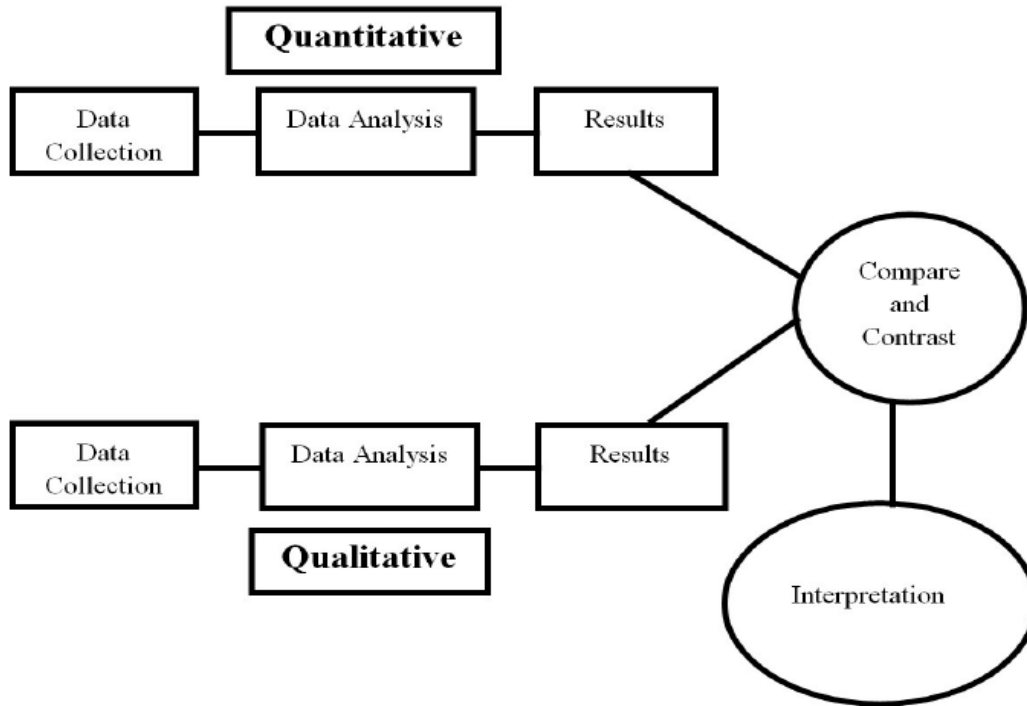 Quantitative
Data
Collection
Data Analysis
Results
Compare
and
Contrast
Data
Collection
Data Analysis
Results
Qualitative
Interpretation